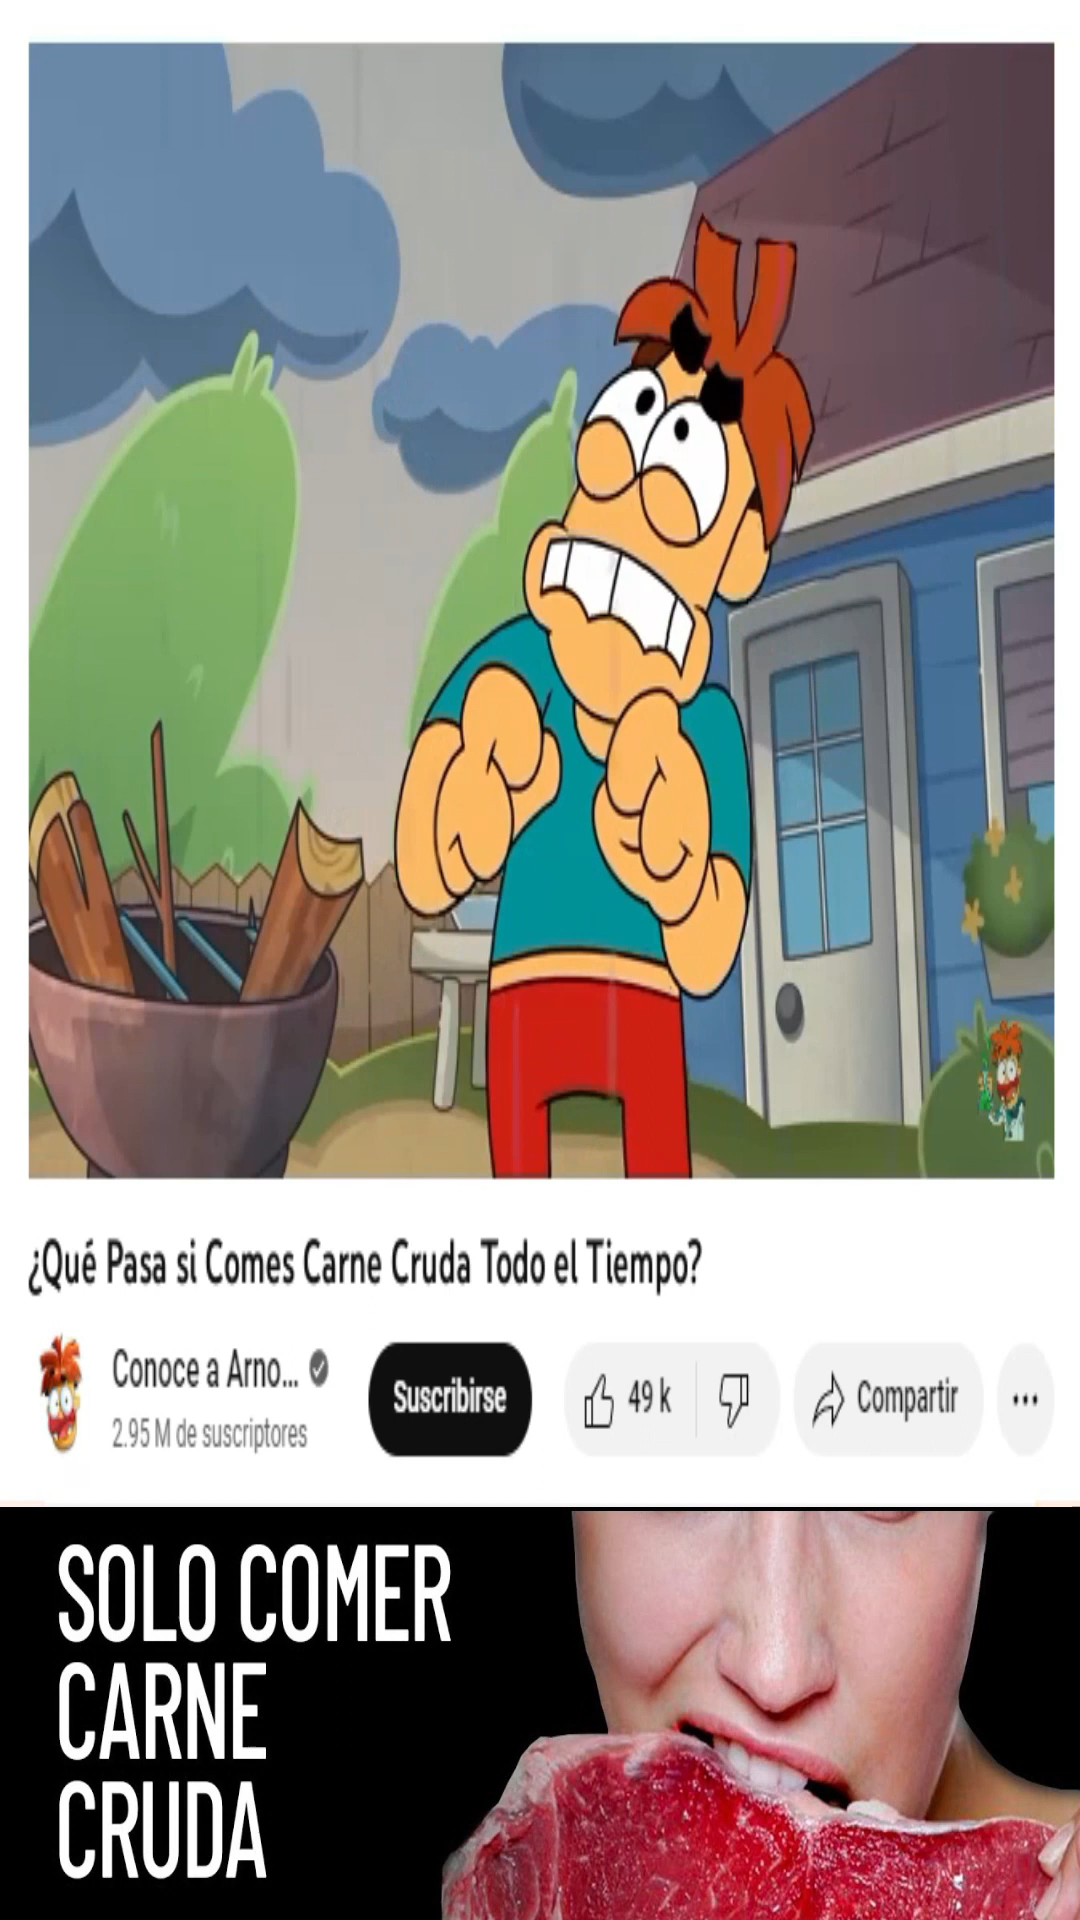 ¿Qué Pasa si Comes Carne Cruda Todo el Tiempo?
Conoce a Arno...
2.95 M de suscriptores
Suscribirse
49 k
Compartir
SOLO COMER
CARNE
CRUDA